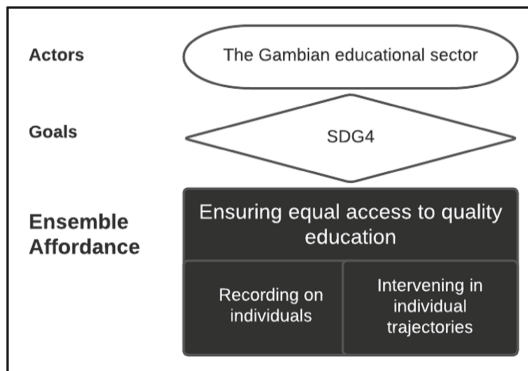 Actors
The Gambian educational sector
Goals
SDG4
Ensemble
Affordance
Ensuring equal access to quality
education
Recording on
individuals
Intervening in
individual
trajectories